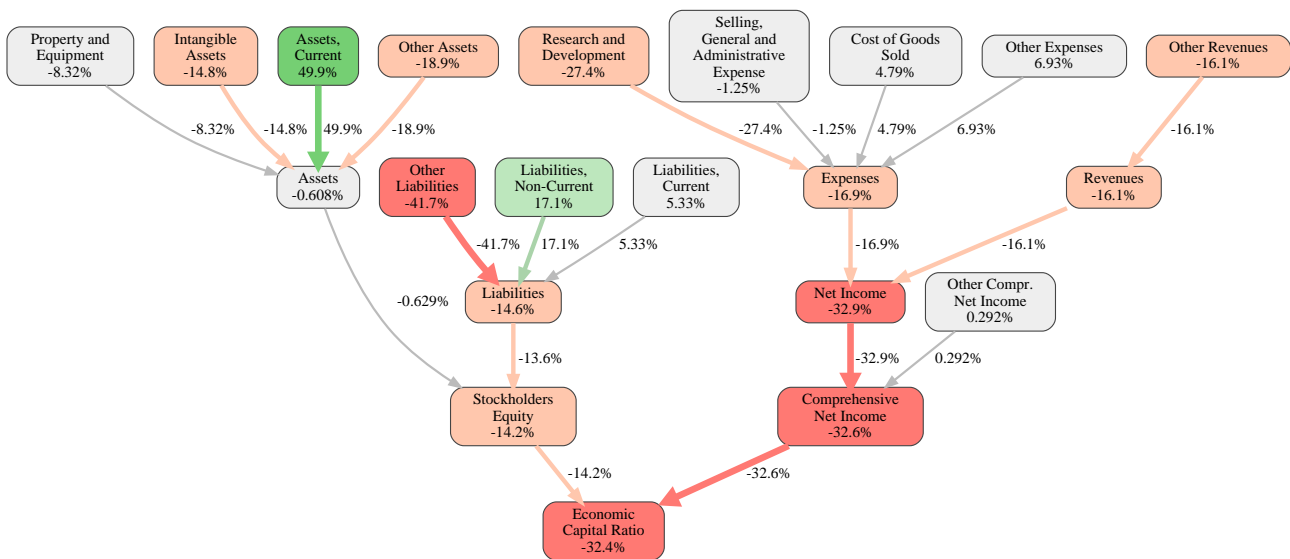 Property and
Equipment
-8.32%
Intangible
Assets
-14.8%
Assets,
Current
49.9%
Other Assets
-18.9%
Research and
Development
-27.4%
Selling,
General and
Administrative
Expense
-1.25%
Cost of Goods
Sold
4.79%
Other Expenses
6.93%
Other Revenues
-16.1%
-8.32%
-14.8%
49.9%
-18.9%
-27.4%
-1.25%
4.79%
6.93%
-16.1%
Assets
-0.608%
Other
Liabilities
-41.7%
Liabilities,
Non-Current
17.1%
Liabilities,
Current
5.33%
Expenses
-16.9%
Revenues
-16.1%
-41.7%
17.1%
5.33%
-16.9%
-16.1%
-0.629%
Liabilities
-14.6%
Net Income
-32.9%
Other Compr.
Net Income
0.292%
-13.6%
-32.9%
0.292%
Stockholders
Equity
-14.2%
Comprehensive
Net Income
-32.6%
-14.2%
-32.6%
Economic
Capital Ratio
-32.4%